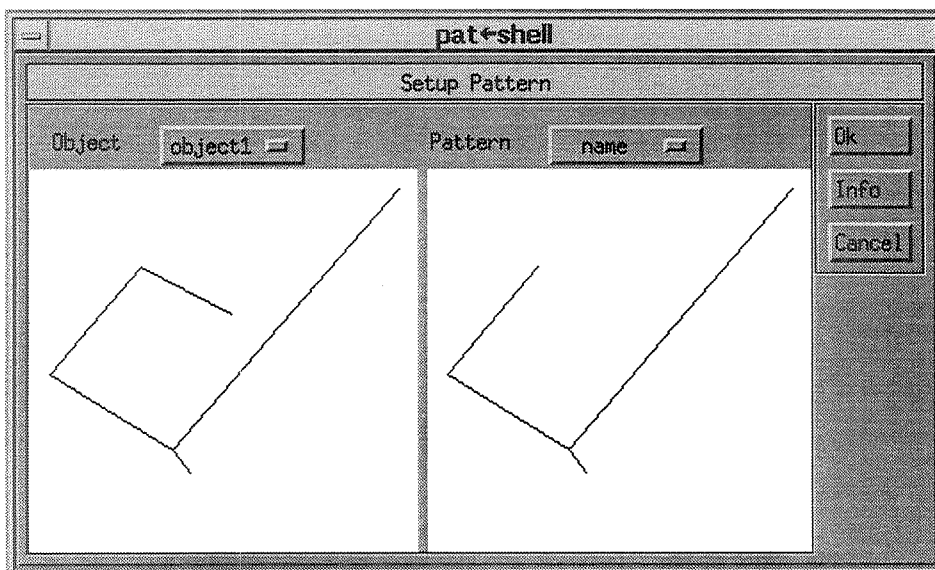 pat←shell
Setup Pattern
Object object1 Pattern name
Ok
Info
Cancel